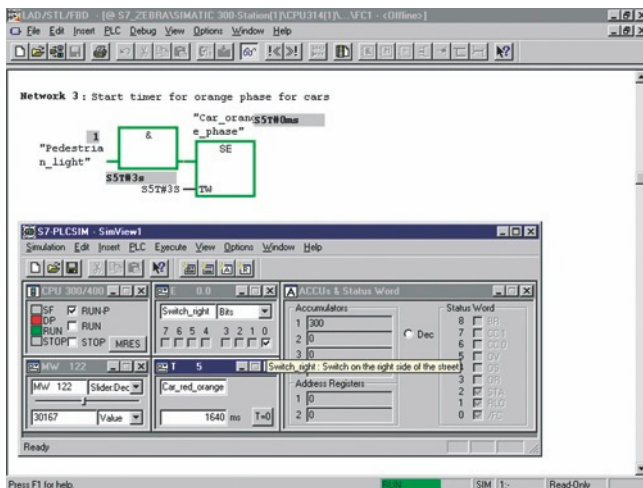 LAD/STL/FBD - [@ S7_ZEBRA\SIMATIC 300-Station(1)\CPU314(1)\...\FC1 - <Offline>]
File Edit Insert PLC Debug View Options Window Help
Network 3 : Start timer for orange phase for cars
"Car_orang S5T#0ms
e_phase"
1
&
SE
"Pedestria
n_light"
S5T#3s
S5T#3S TW
S7-PLCSIM - SimView1
Simulation Edit Insert PLC Execute View Options Window Help
CPU 300/400
SF RUN-P
DP
RUN RUN
STOP STOP MRES
E 0.0
Switch_right Bits
7 6 5 4 3 2 1 0
ACCUs & Status Word
Accumulators
1 300
2 0
3 0
Dec
Status Word
8 BR
7 CC 1
6 CC 0
5 OV
4 OS
3 OR
2 STA
1 RLO
0 /FC
Switch_right : Switch on the right side of the street
Address Registers
1 0
2 0
MW 122
MW 122 Slider:Dec
30167 Value
T 5
Car_red_orange
1640 ms T=0
Ready
Press F1 for help.
RUN SIM 1:- Read-Only